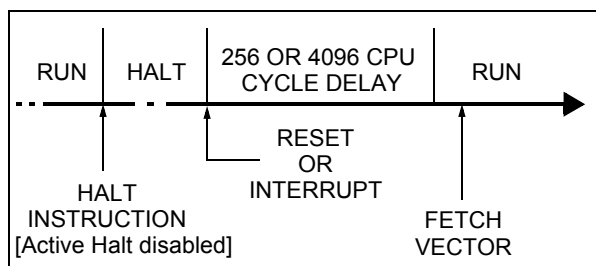 RUN
HALT
256 OR 4096 CPU
CYCLE DELAY
RUN
RESET
OR
INTERRUPT
HALT
INSTRUCTION
[Active Halt disabled]
FETCH
VECTOR